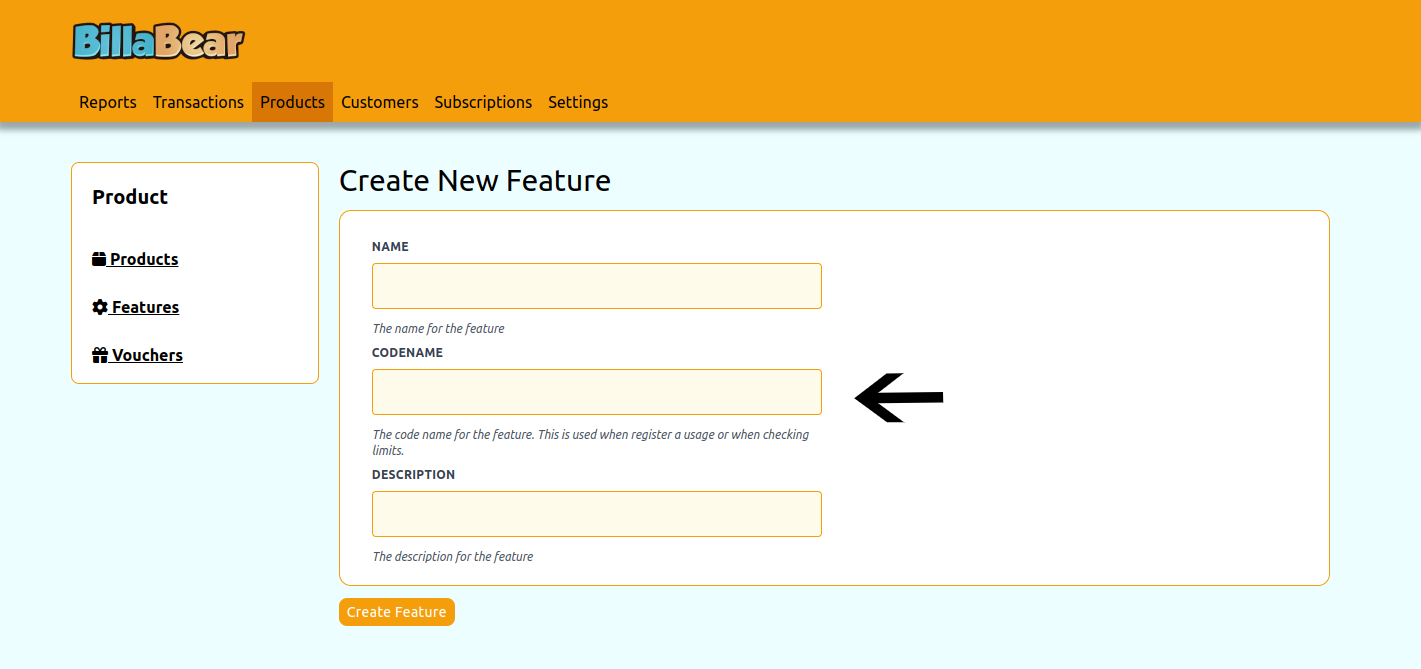 BillaBear
Reports Transactions Products Customers Subscriptions Settings
Product
Products
Features
Vouchers
Create New Feature
NAME
The name for the feature
CODENAME
The code name for the feature. This is used when register a usage or when checking
limits.
DESCRIPTION
The description for the feature
Create Feature